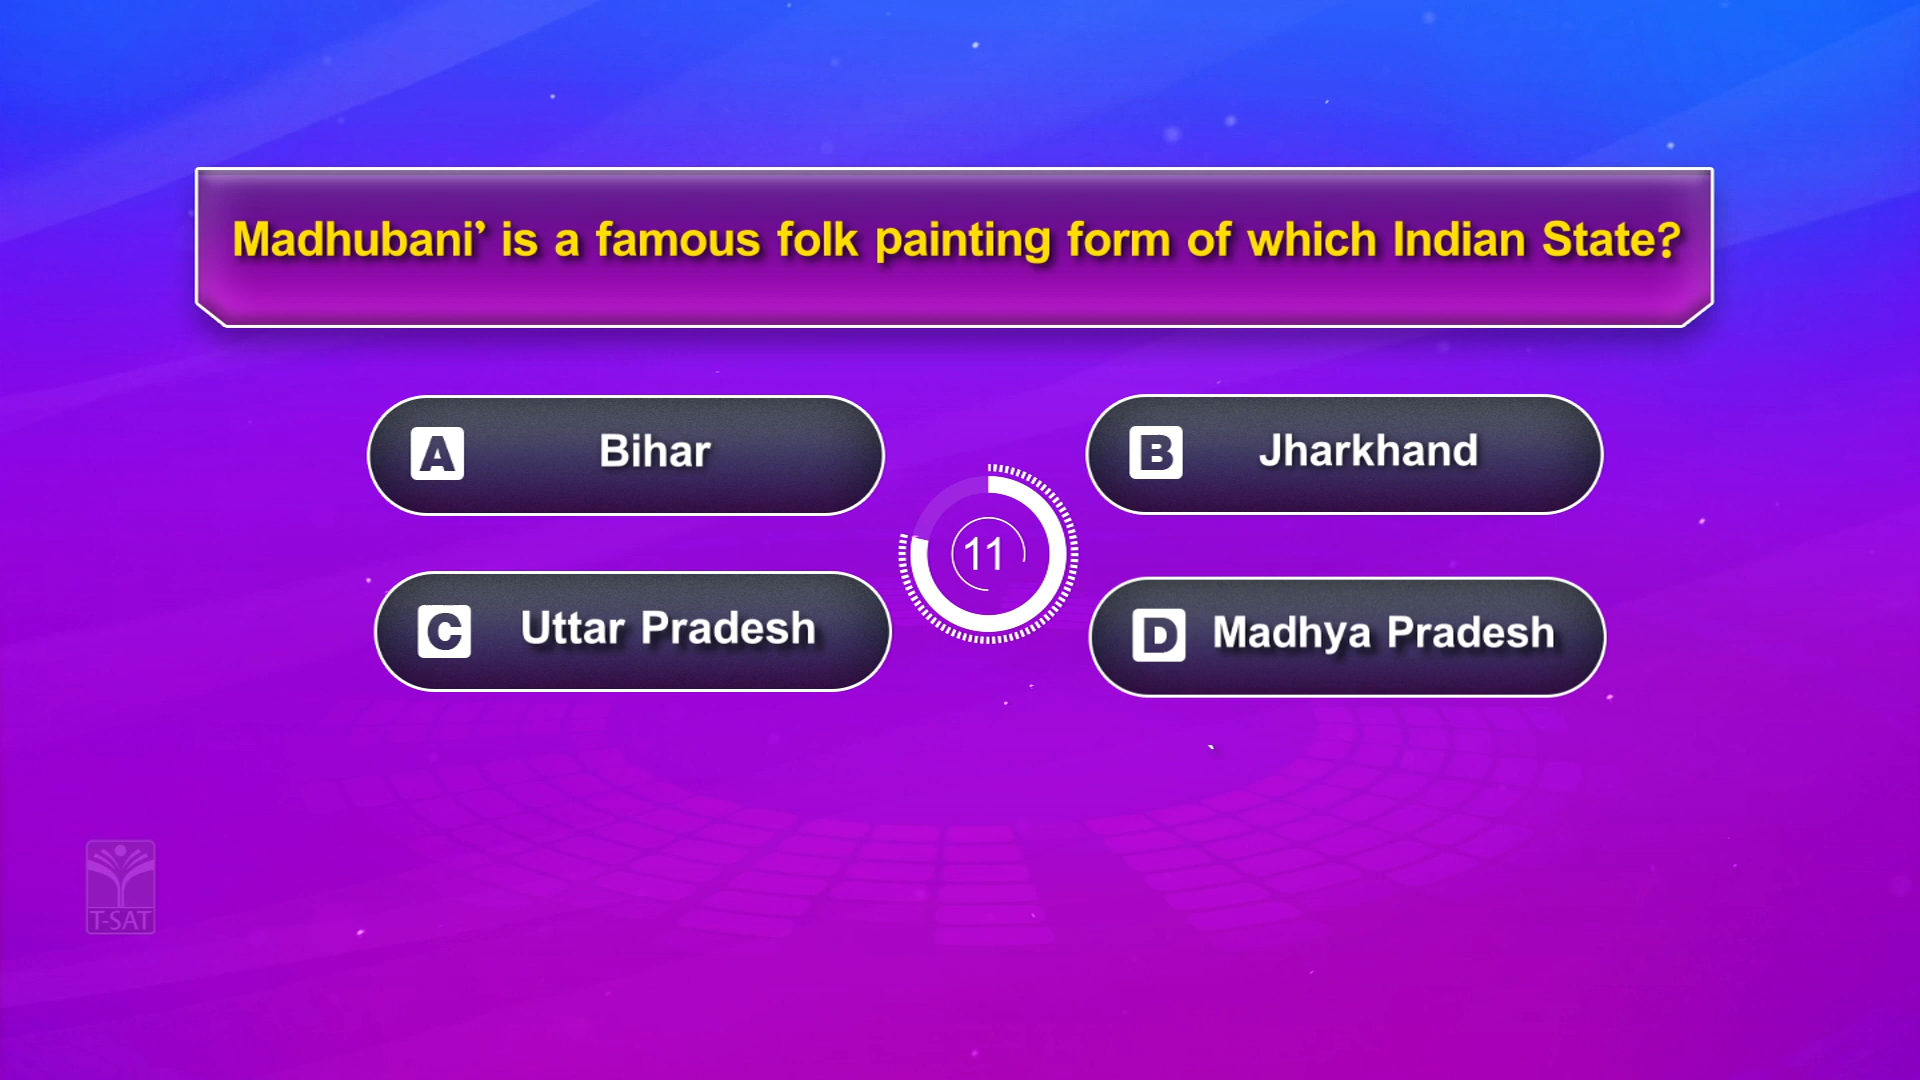 Madhubani’ is a famous folk painting form of which Indian State?
A Bihar
B Jharkhand
11
C Uttar Pradesh
D Madhya Pradesh
T-SAT